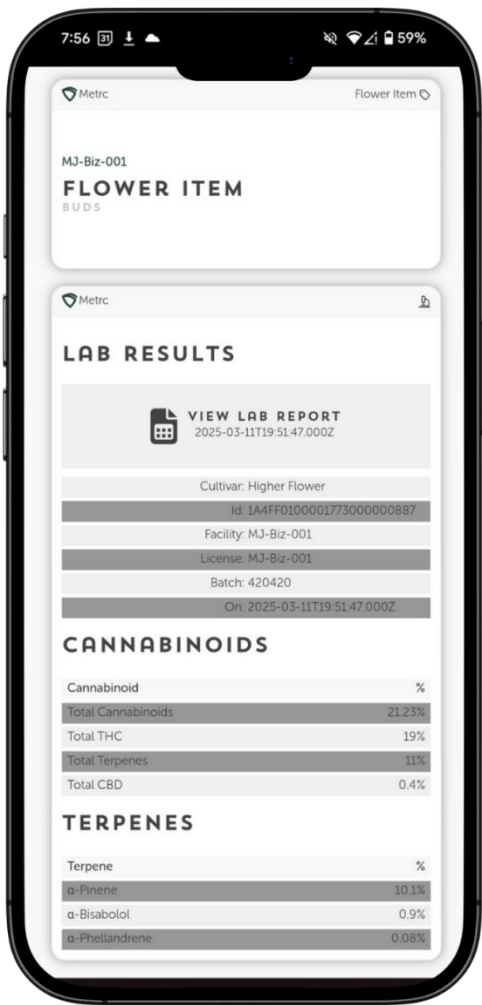 7:56 31 59%
Metrc Flower Item
MJ-Biz-001
FLOWER ITEM
BUDS
Metrc
LAB RESULTS
VIEW LAB REPORT
2025-03-11T19:51:47.000Z
Cultivar: Higher Flower
Id: 1A4FF0100001773000000887
Facility: MJ-Biz-001
License: MJ-Biz-001
Batch: 420420
On: 2025-03-11T19:51:47.000Z
CANNABINOIDS
Cannabinoid %
Total Cannabinoids 21.23%
Total THC 19%
Total Terpenes 11%
Total CBD 0.4%
TERPENES
Terpene %
α-Pinene 10.1%
α-Bisabolol 0.9%
α-Phellandrene 0.08%